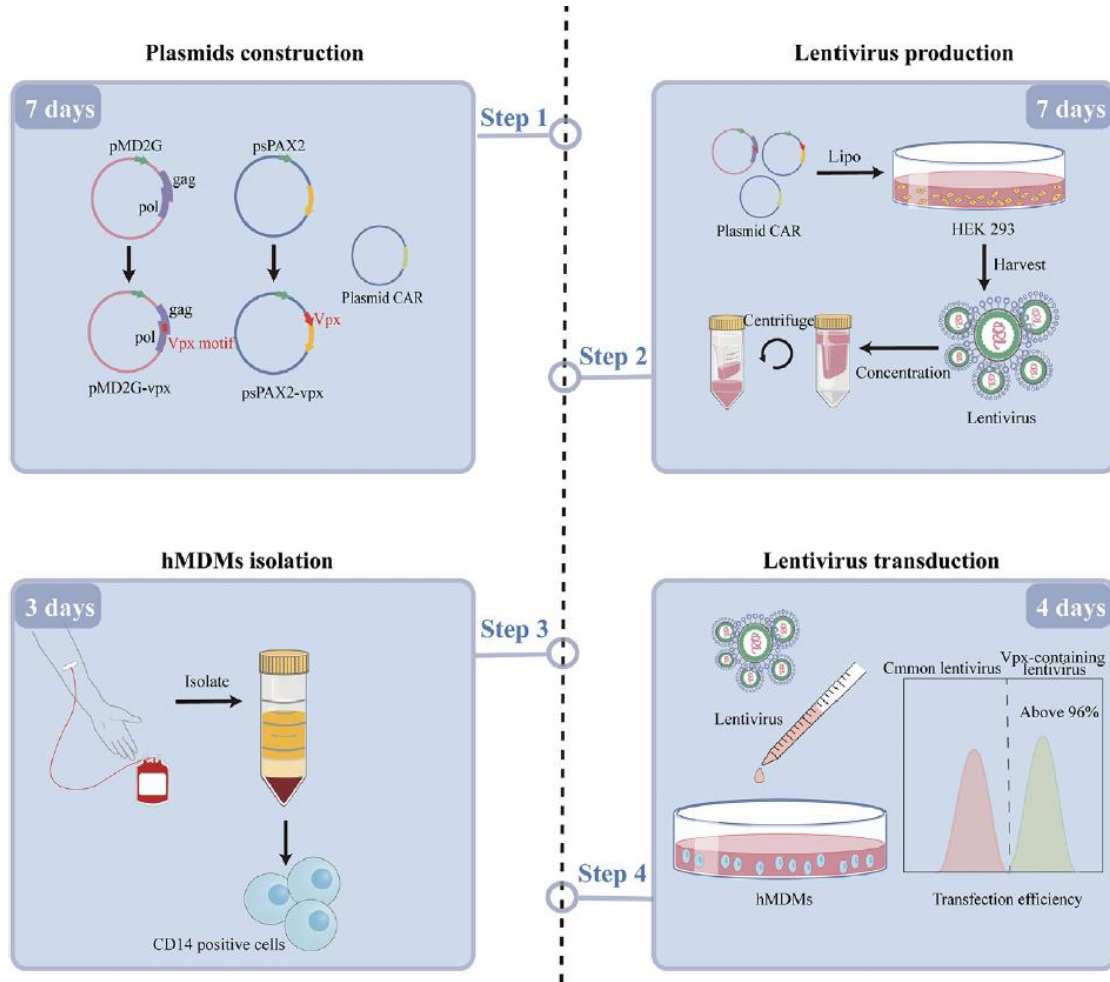 Plasmids construction
7 days
pMD2G
psPAX2
gag
pol
Plasmid CAR
gag
pol
Vpx motif
Vpx
pMD2G-vpx
psPAX2-vpx
Step 1
Lentivirus production
7 days
Lipo
Plasmid CAR
HEK 293
Harvest
Centrifuge
Concentration
Lentivirus
Step 2
hMDMs isolation
3 days
Isolate
CD14 positive cells
Step 3
Lentivirus transduction
4 days
Lentivirus
hMDMs
Cmmon lentivirus
Vpx-containing
lentivirus
Above 96%
Transfection efficiency
Step 4